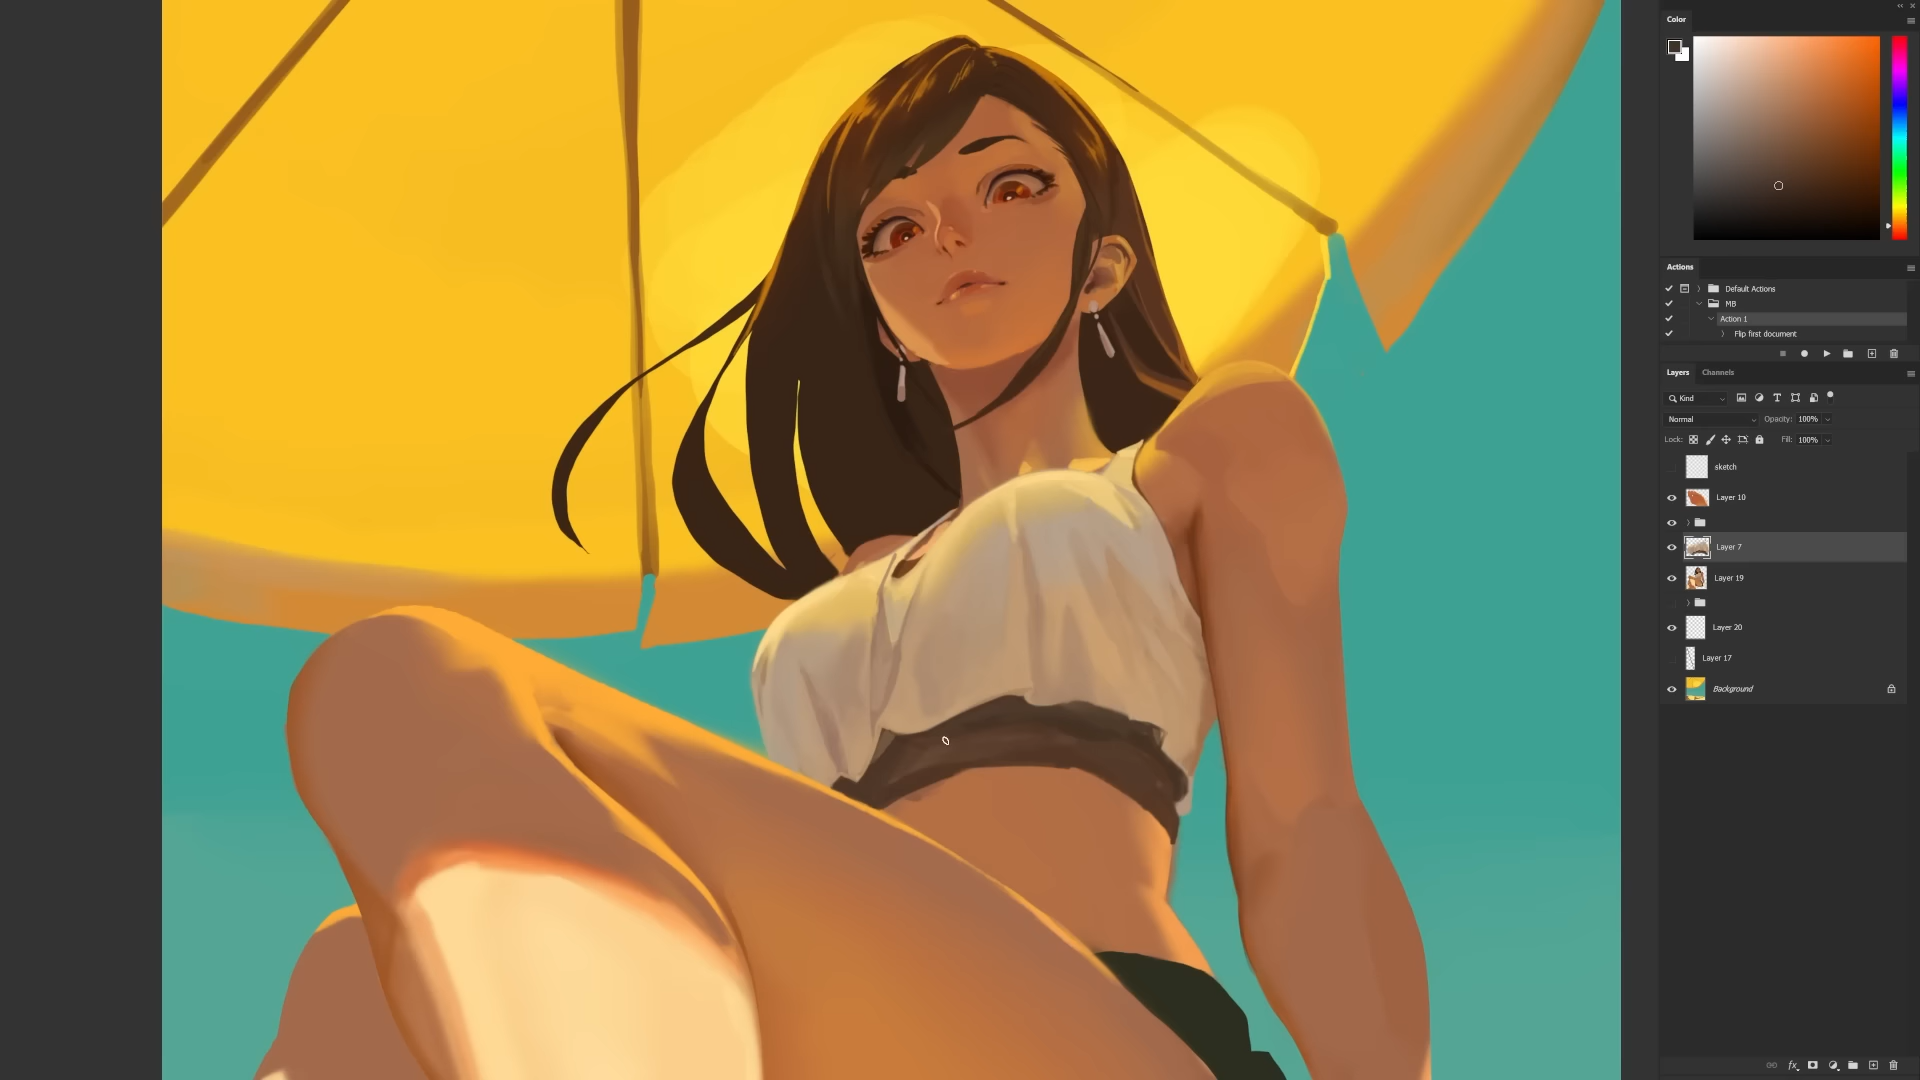 Color
Actions
Default Actions
MB
Action 1
Flip first document
Layers Channels
Kind
Normal Opacity: 100%
Lock: Fill: 100%
sketch
Layer 10
Layer 7
Layer 19
Layer 20
Layer 17
Background
fx